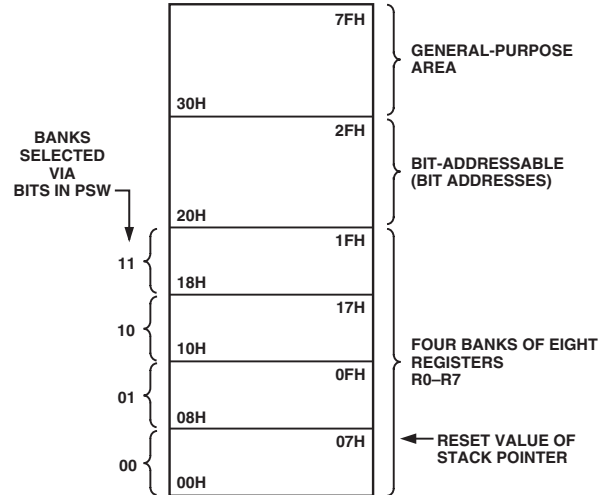 7FH
GENERAL-PURPOSE
AREA
30H
BANKS
SELECTED
VIA
BITS IN PSW
2FH
BIT-ADDRESSABLE
(BIT ADDRESSES)
20H
11
1FH
18H
10
17H
10H
FOUR BANKS OF EIGHT
REGISTERS
R0–R7
01
0FH
08H
00
07H
00H
RESET VALUE OF
STACK POINTER